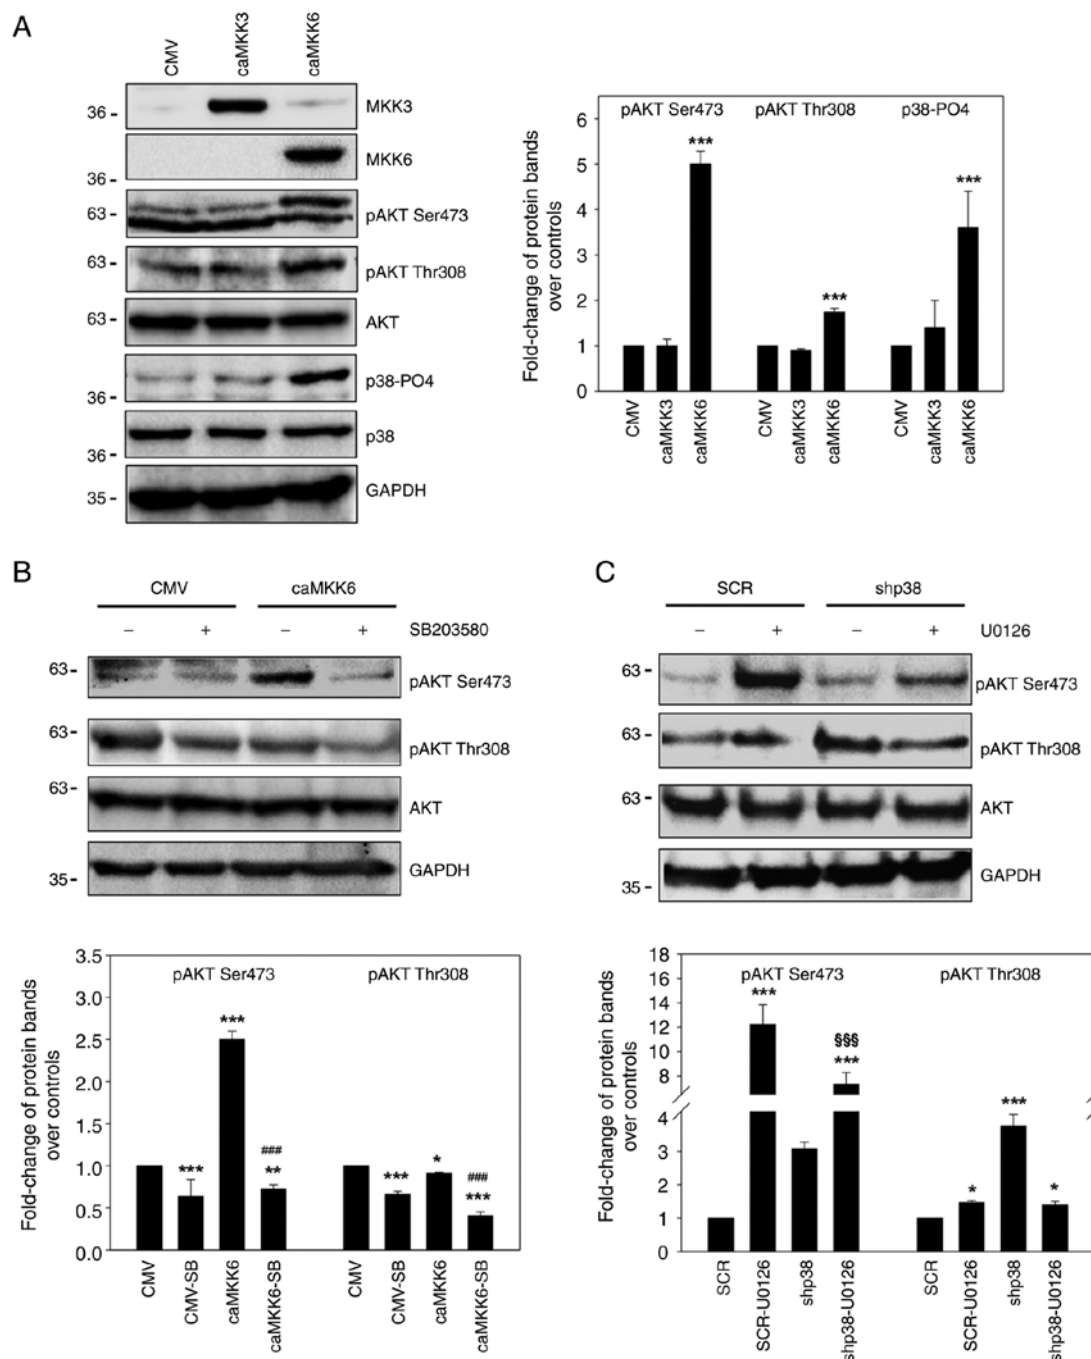 A
CMV
caMKK3
caMKK6
36 -
MKK3
36 -
MKK6
63 -
pAKT Ser473
63 -
pAKT Thr308
63 -
AKT
36 -
p38-PO4
36 -
p38
35 -
GAPDH
Fold-change of protein bands
over controls
6
5
4
3
2
1
0
pAKT Ser473 pAKT Thr308 p38-PO4
*** *** ***
CMV caMKK3 caMKK6 CMV caMKK3 caMKK6 CMV caMKK3 caMKK6
B
CMV caMKK6
– + – + SB203580
63 -
pAKT Ser473
63 -
pAKT Thr308
63 -
AKT
35 -
GAPDH
Fold-change of protein bands
over controls
3.5
3.0
2.5
2.0
1.5
1.0
0.5
0.0
pAKT Ser473 pAKT Thr308
***
***
###
**
***
*
###
***
CMV CMV-SB caMKK6 caMKK6-SB CMV CMV-SB caMKK6 caMKK6-SB
C
SCR shp38
– + – + U0126
63 -
pAKT Ser473
63 -
pAKT Thr308
63 -
AKT
35 -
GAPDH
Fold-change of protein bands
over controls
18
16
14
12
10
8
6
4
3
2
1
0
pAKT Ser473 pAKT Thr308
***
§§§
***
*
***
*
SCR SCR-U0126 shp38 shp38-U0126 SCR SCR-U0126 shp38 shp38-U0126